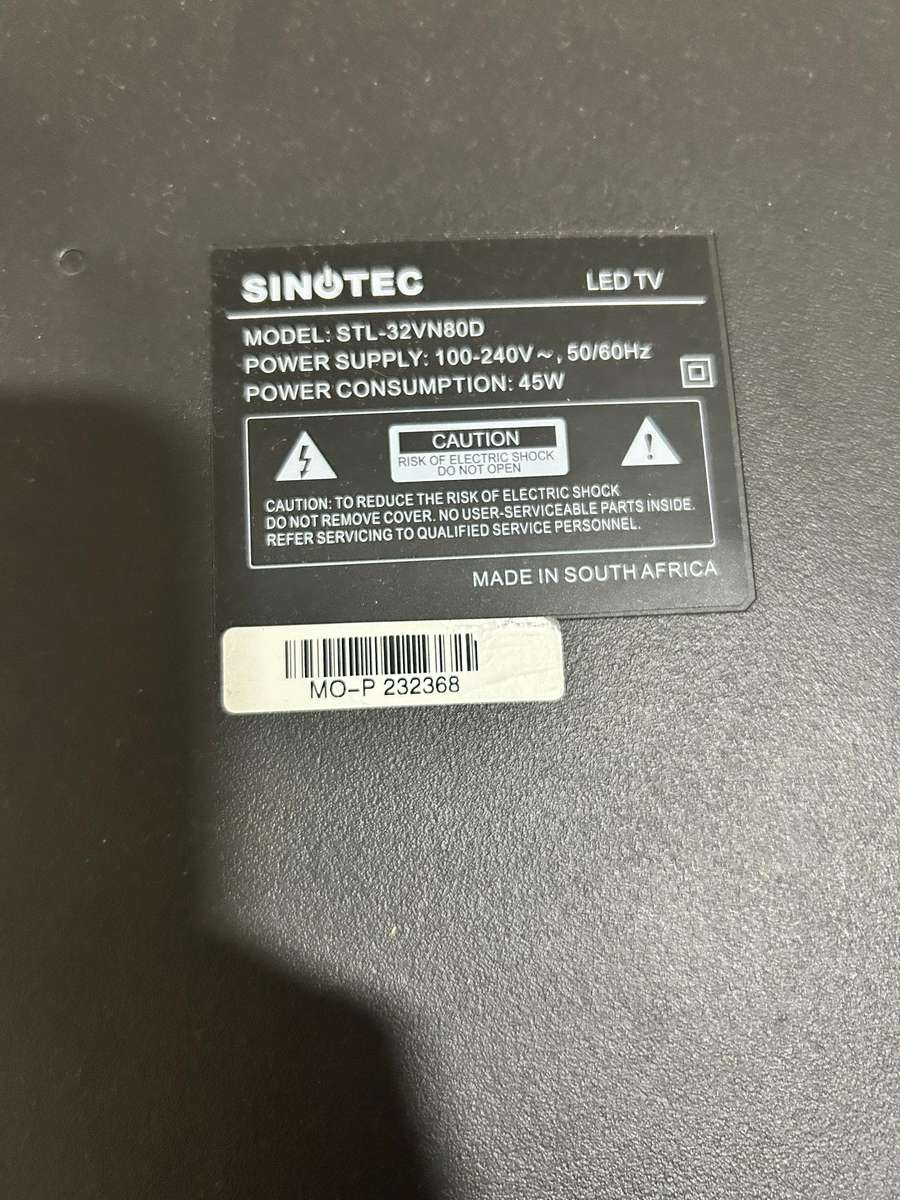 SINOTEC LED TV
MODEL: STL-32VN80D
POWER SUPPLY: 100-240V～, 50/60Hz
POWER CONSUMPTION: 45W
CAUTION
RISK OF ELECTRIC SHOCK
DO NOT OPEN
CAUTION: TO REDUCE THE RISK OF ELECTRIC SHOCK
DO NOT REMOVE COVER. NO USER-SERVICEABLE PARTS INSIDE.
REFER SERVICING TO QUALIFIED SERVICE PERSONNEL.
MADE IN SOUTH AFRICA
MO-P 232368